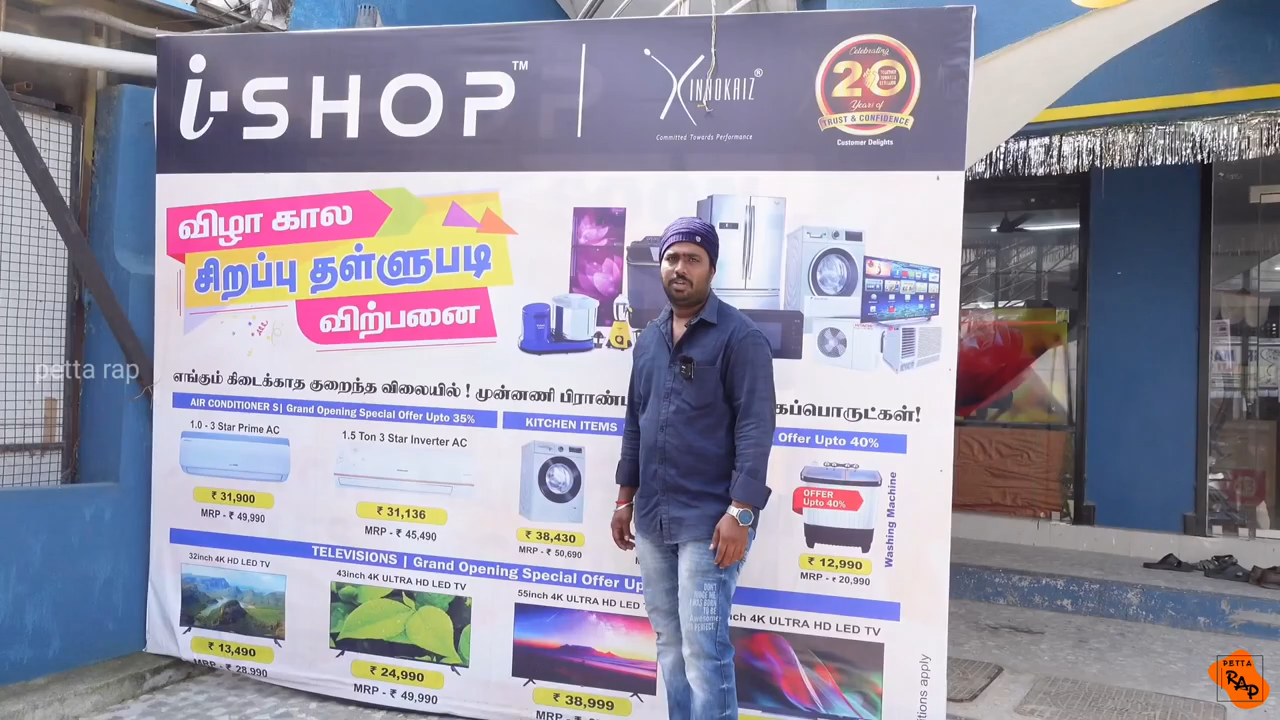 i·SHOP™
INNOKAIZ®
Committed Towards Performance
Celebrating
20
Years of
TRUST & CONFIDENCE
Customer Delights
விழா கால
சிறப்பு தள்ளுபடி
விற்பனை
எங்கும் கிடைக்காத குறைந்த விலையில் ! முன்னணி
AIR CONDITIONER S| Grand Opening Special Offer Upto 35%
KITCHEN ITEMS
Offer Upto 40%
1.0 - 3 Star Prime AC
₹ 31,900
MRP - ₹ 49,990
1.5 Ton 3 Star Inverter AC
₹ 31,136
MRP - ₹ 45,490
₹ 38,430
MRP - ₹ 50,690
OFFER
Upto 40%
Washing Machine
₹ 12,990
MRP - ₹ 20,990
TELEVISIONS | Grand Opening Special Offer
32inch 4K HD LED TV
₹ 13,490
MRP - ₹ 28,990
43inch 4K ULTRA HD LED TV
₹ 24,990
MRP - ₹ 49,990
55inch 4K ULTRA HD LED
₹ 38,999
4K ULTRA HD LED TV
apply
petta rap
PETTA
RAP